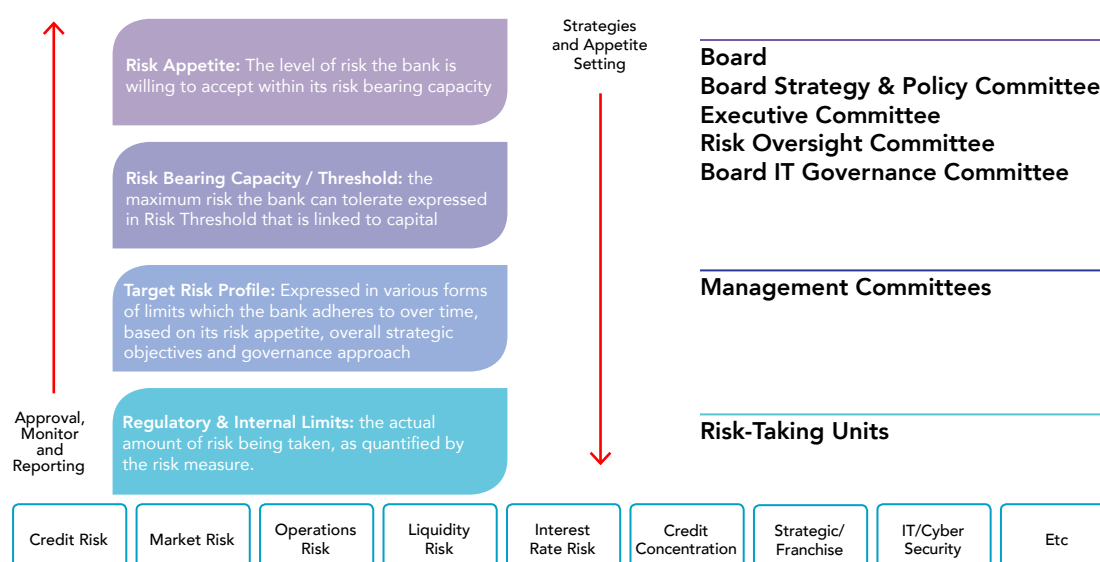 Risk Appetite: The level of risk the bank is
willing to accept within its risk bearing capacity
Risk Bearing Capacity / Threshold: the
maximum risk the bank can tolerate expressed
in Risk Threshold that is linked to capital
Target Risk Profile: Expressed in various forms
of limits which the bank adheres to over time,
based on its risk appetite, overall strategic
objectives and governance approach
Regulatory & Internal Limits: the actual
amount of risk being taken, as quantified by
the risk measure.
Approval,
Monitor
and
Reporting
Strategies
and Appetite
Setting
Board
Board Strategy & Policy Committee
Executive Committee
Risk Oversight Committee
Board IT Governance Committee
Management Committees
Risk-Taking Units
Credit Risk
Market Risk
Operations
Risk
Liquidity
Risk
Interest
Rate Risk
Credit
Concentration
Strategic/
Franchise
IT/Cyber
Security
Etc